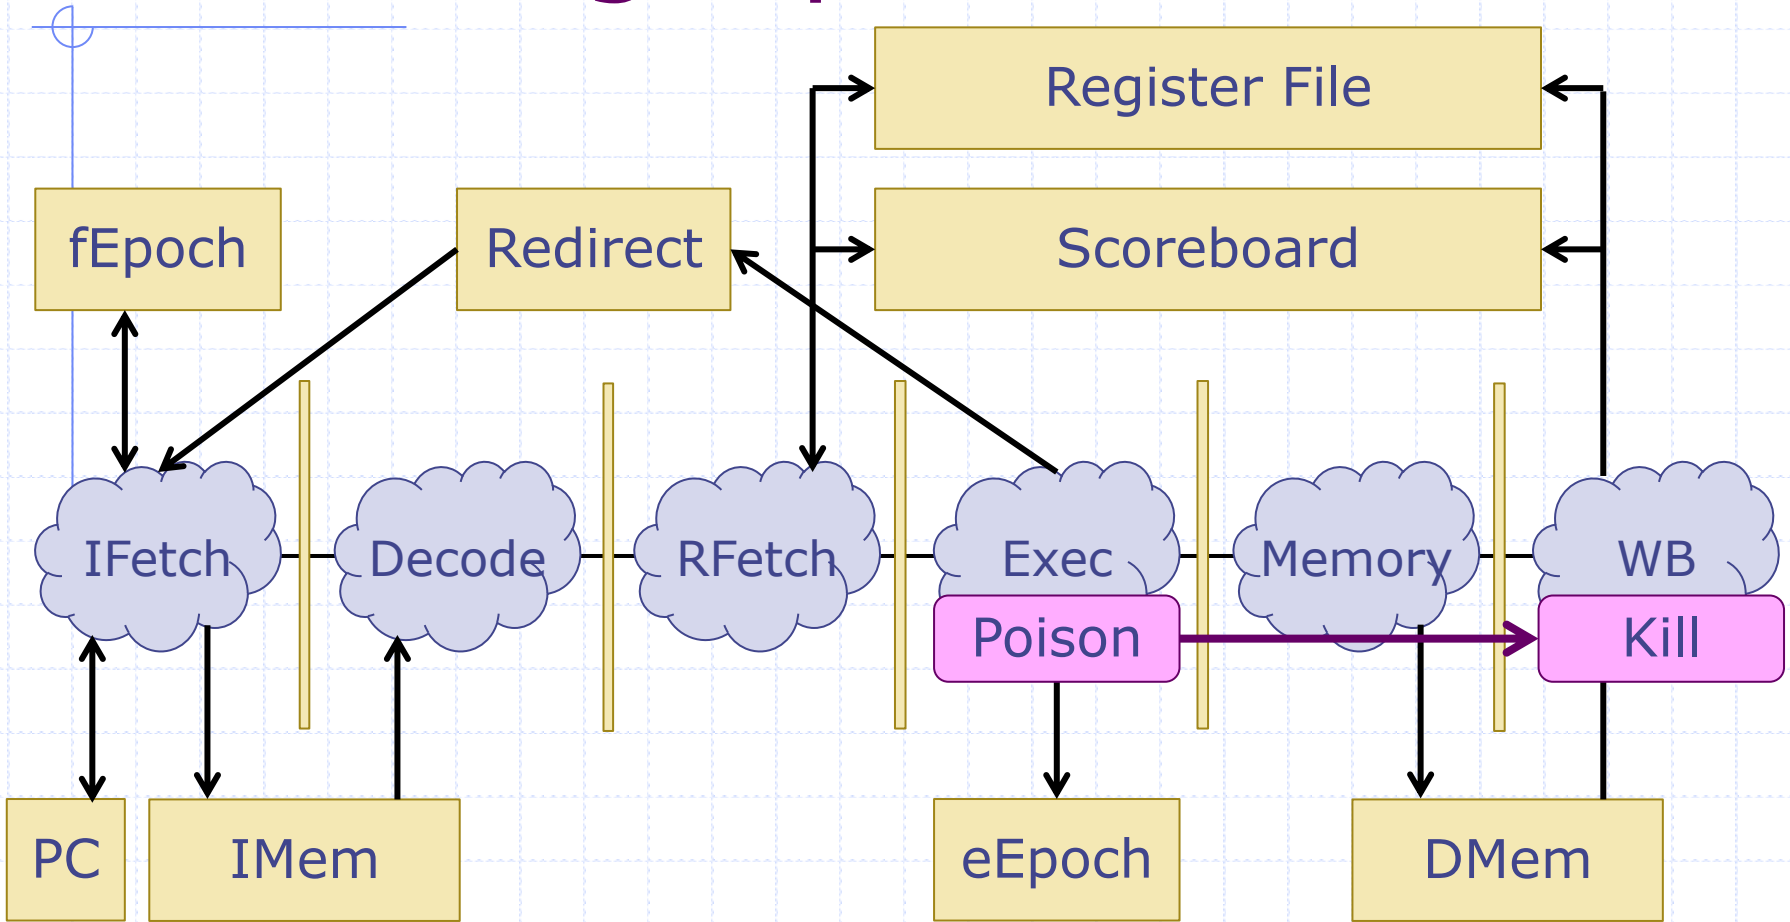 Register File
fEpoch
Redirect
Scoreboard
IFetch
Decode
RFetch
Exec
Memory
WB
Poison
Kill
PC
IMem
eEpoch
DMem